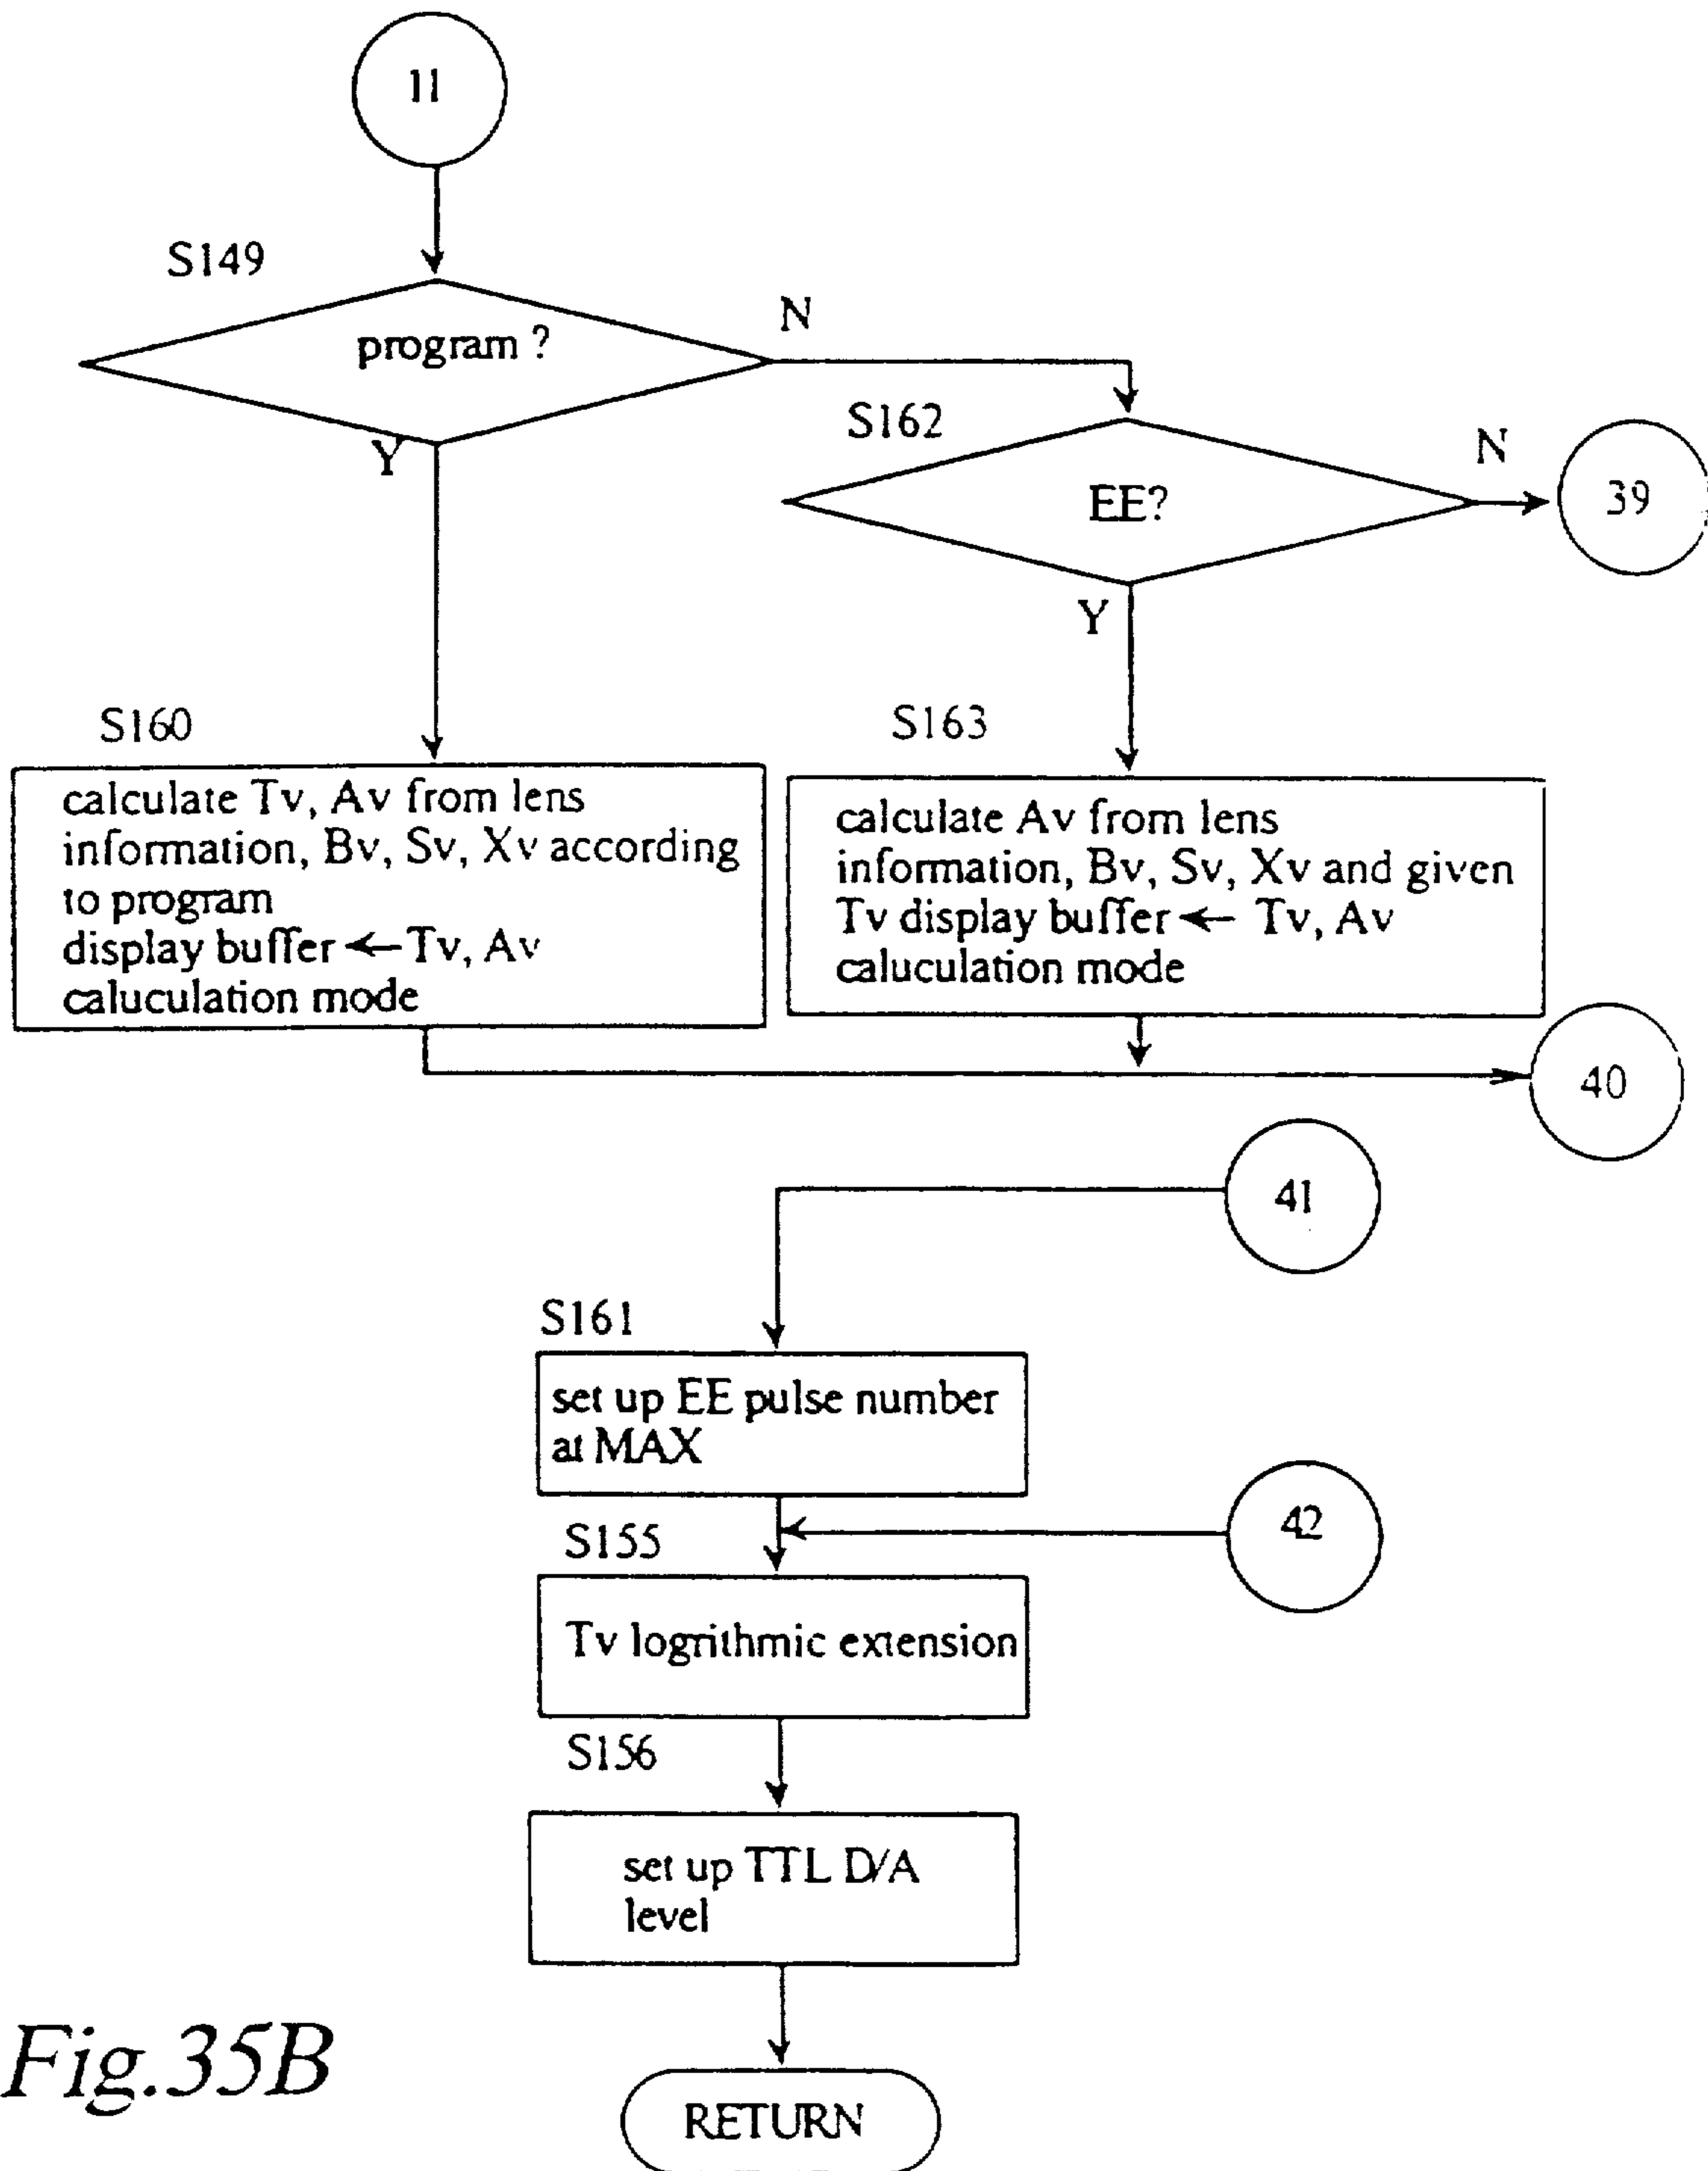 11
S149
program ?
N
Y
S162
EE?
N
39
Y
S160
calculate Tv, Av from lens
information, Bv, Sv, Xv according
to program
display buffer ← Tv, Av
caluculation mode
S163
calculate Av from lens
information, Bv, Sv, Xv and given
Tv display buffer ← Tv, Av
caluculation mode
40
41
S161
set up EE pulse number
at MAX
42
S155
Tv logrithmic extension
S156
set up TTL D/A
level
RETURN
Fig.35B